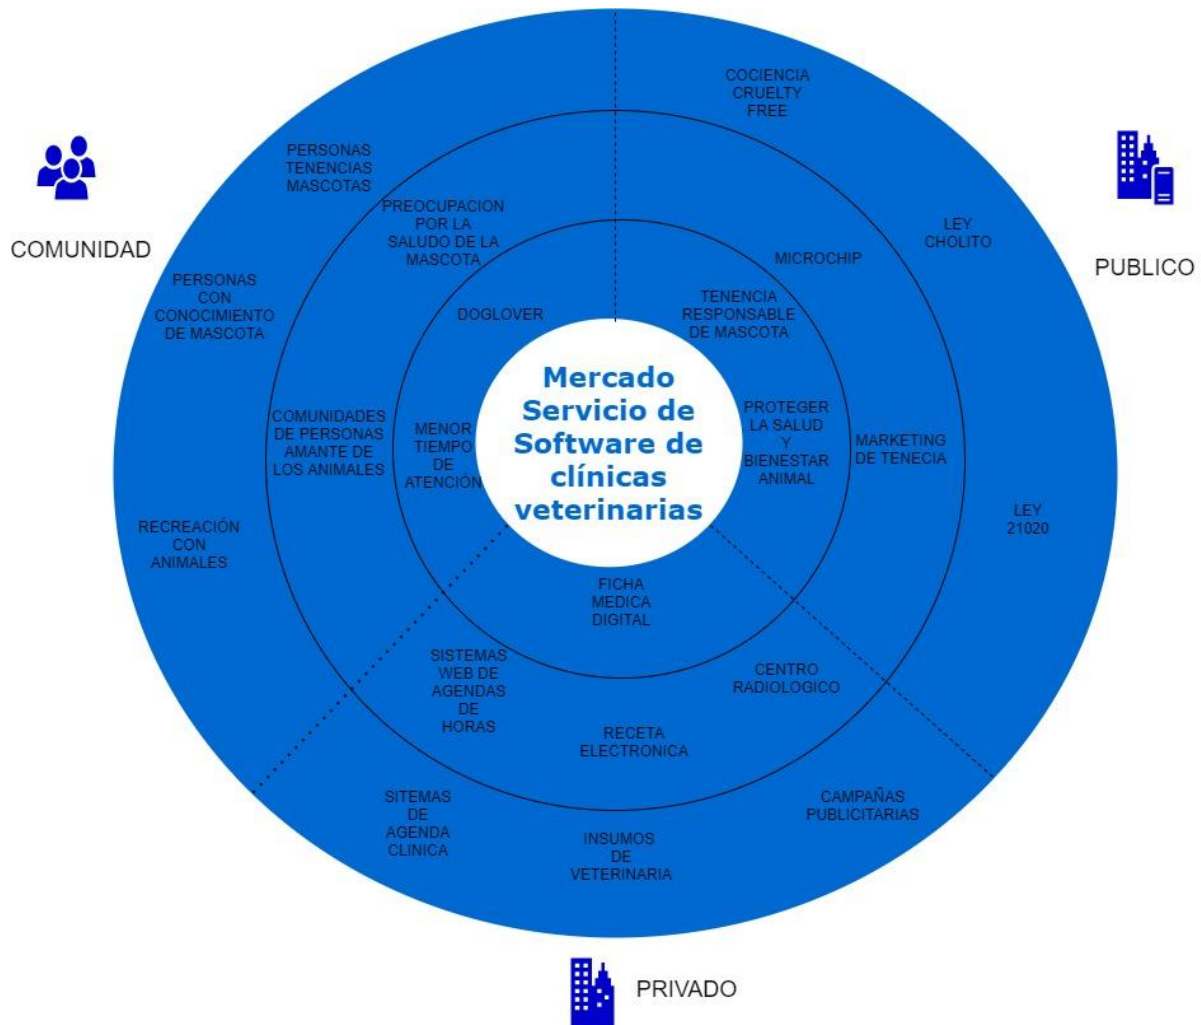 COCIENCIA
CRUELTY
FREE
PERSONAS
TENENCIAS
MASCOTAS
PREOCUPACION
POR LA
SALUDO DE LA
MASCOTA
LEY
CHOLITO
COMUNIDAD
PUBLICO
MICROCHIP
PERSONAS
CON
CONOCIMIENTO
DE MASCOTA
DOGLOVER
TENENCIA
RESPONSABLE
DE MASCOTA
Mercado
Servicio de
Software de
clínicas
veterinarias
COMUNIDADES
DE PERSONAS
AMANTE DE
LOS ANIMALES
MENOR
TIEMPO
DE
ATENCIÓN
PROTEGER
LA SALUD
Y
BIENESTAR
ANIMAL
MARKETING
DE TENECIA
RECREACIÓN
CON
ANIMALES
LEY
21020
FICHA
MEDICA
DIGITAL
SISTEMAS
WEB DE
AGENDAS
DE
HORAS
CENTRO
RADIOLOGICO
RECETA
ELECTRONICA
SITEMAS
DE
AGENDA
CLINICA
INSUMOS
DE
VETERINARIA
CAMPAÑAS
PUBLICITARIAS
PRIVADO